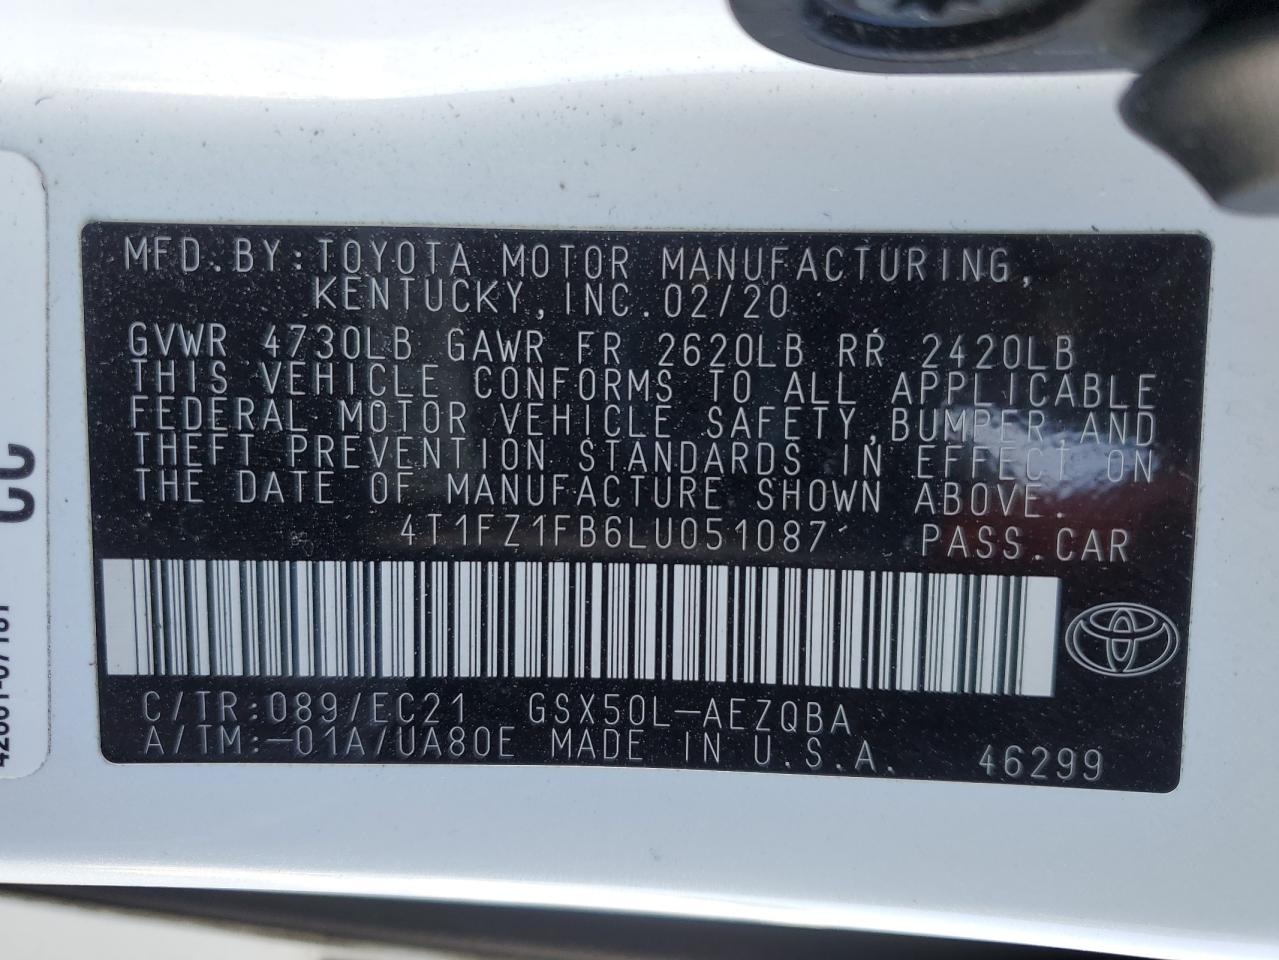 MFD.BY:TOYOTA MOTOR MANUFACTURING,
KENTUCKY,INC.02/20
GVWR 4730LB GAWR FR 2620LB RR 2420LB
THIS VEHICLE CONFORMS TO ALL APPLICABLE
FEDERAL MOTOR VEHICLE SAFETY,BUMPER,AND
THEFT PREVENTION STANDARDS IN EFFECT ON
THE DATE OF MANUFACTURE SHOWN ABOVE.
4T1FZ1FB6LU051087 PASS.CAR
C/TR:089/EC21 GSX50L-AEZQBA
A/TM:-01A/UA80E MADE IN U.S.A. 46299
CC